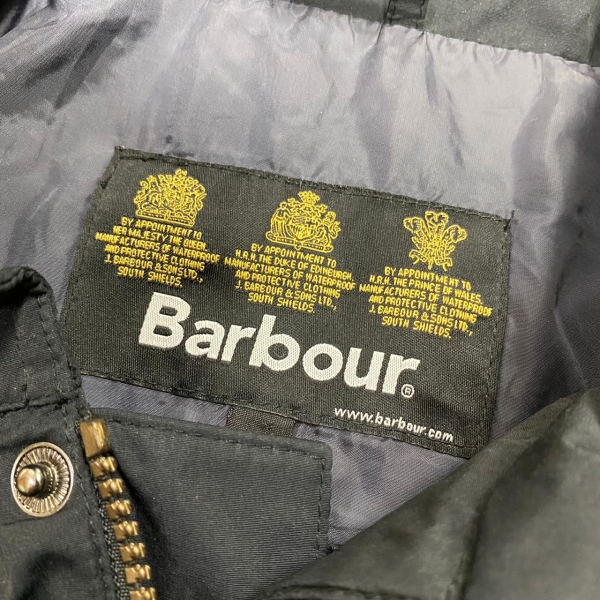 BY APPOINTMENT TO
HER MAJESTY THE QUEEN,
MANUFACTURERS OF WATERPROOF
AND PROTECTIVE CLOTHING
J. BARBOUR & SONS LTD.,
SOUTH SHIELDS.
BY APPOINTMENT TO
H.R.H. THE DUKE OF EDINBURGH,
MANUFACTURERS OF WATERPROOF
AND PROTECTIVE CLOTHING
J. BARBOUR & SONS LTD.,
SOUTH SHIELDS.
BY APPOINTMENT TO
H.R.H. THE PRINCE OF WALES,
MANUFACTURERS OF WATERPROOF
AND PROTECTIVE CLOTHING
J. BARBOUR & SONS LTD.,
SOUTH SHIELDS.
Barbour®
www.barbour.com